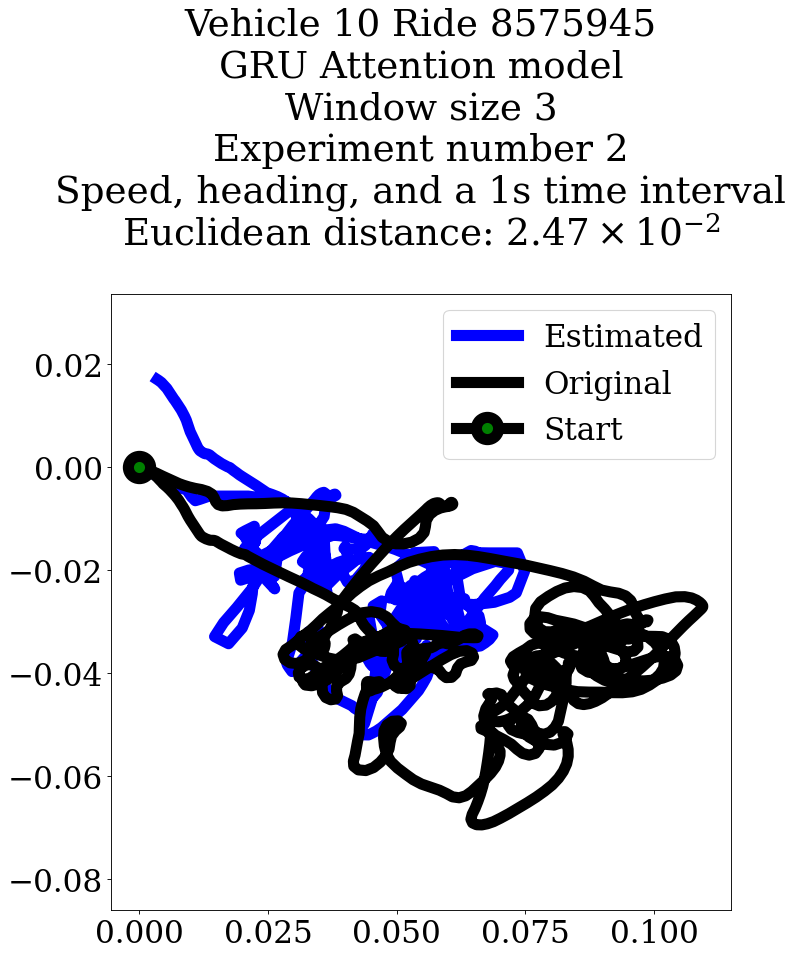 Vehicle 10 Ride 8575945
GRU Attention model
Window size 3
Experiment number 2
Speed, heading, and a 1s time interval
Euclidean distance: 2.47 × 10⁻²
Estimated
Original
Start
0.02
0.00
−0.02
−0.04
−0.06
−0.08
0.000 0.025 0.050 0.075 0.100